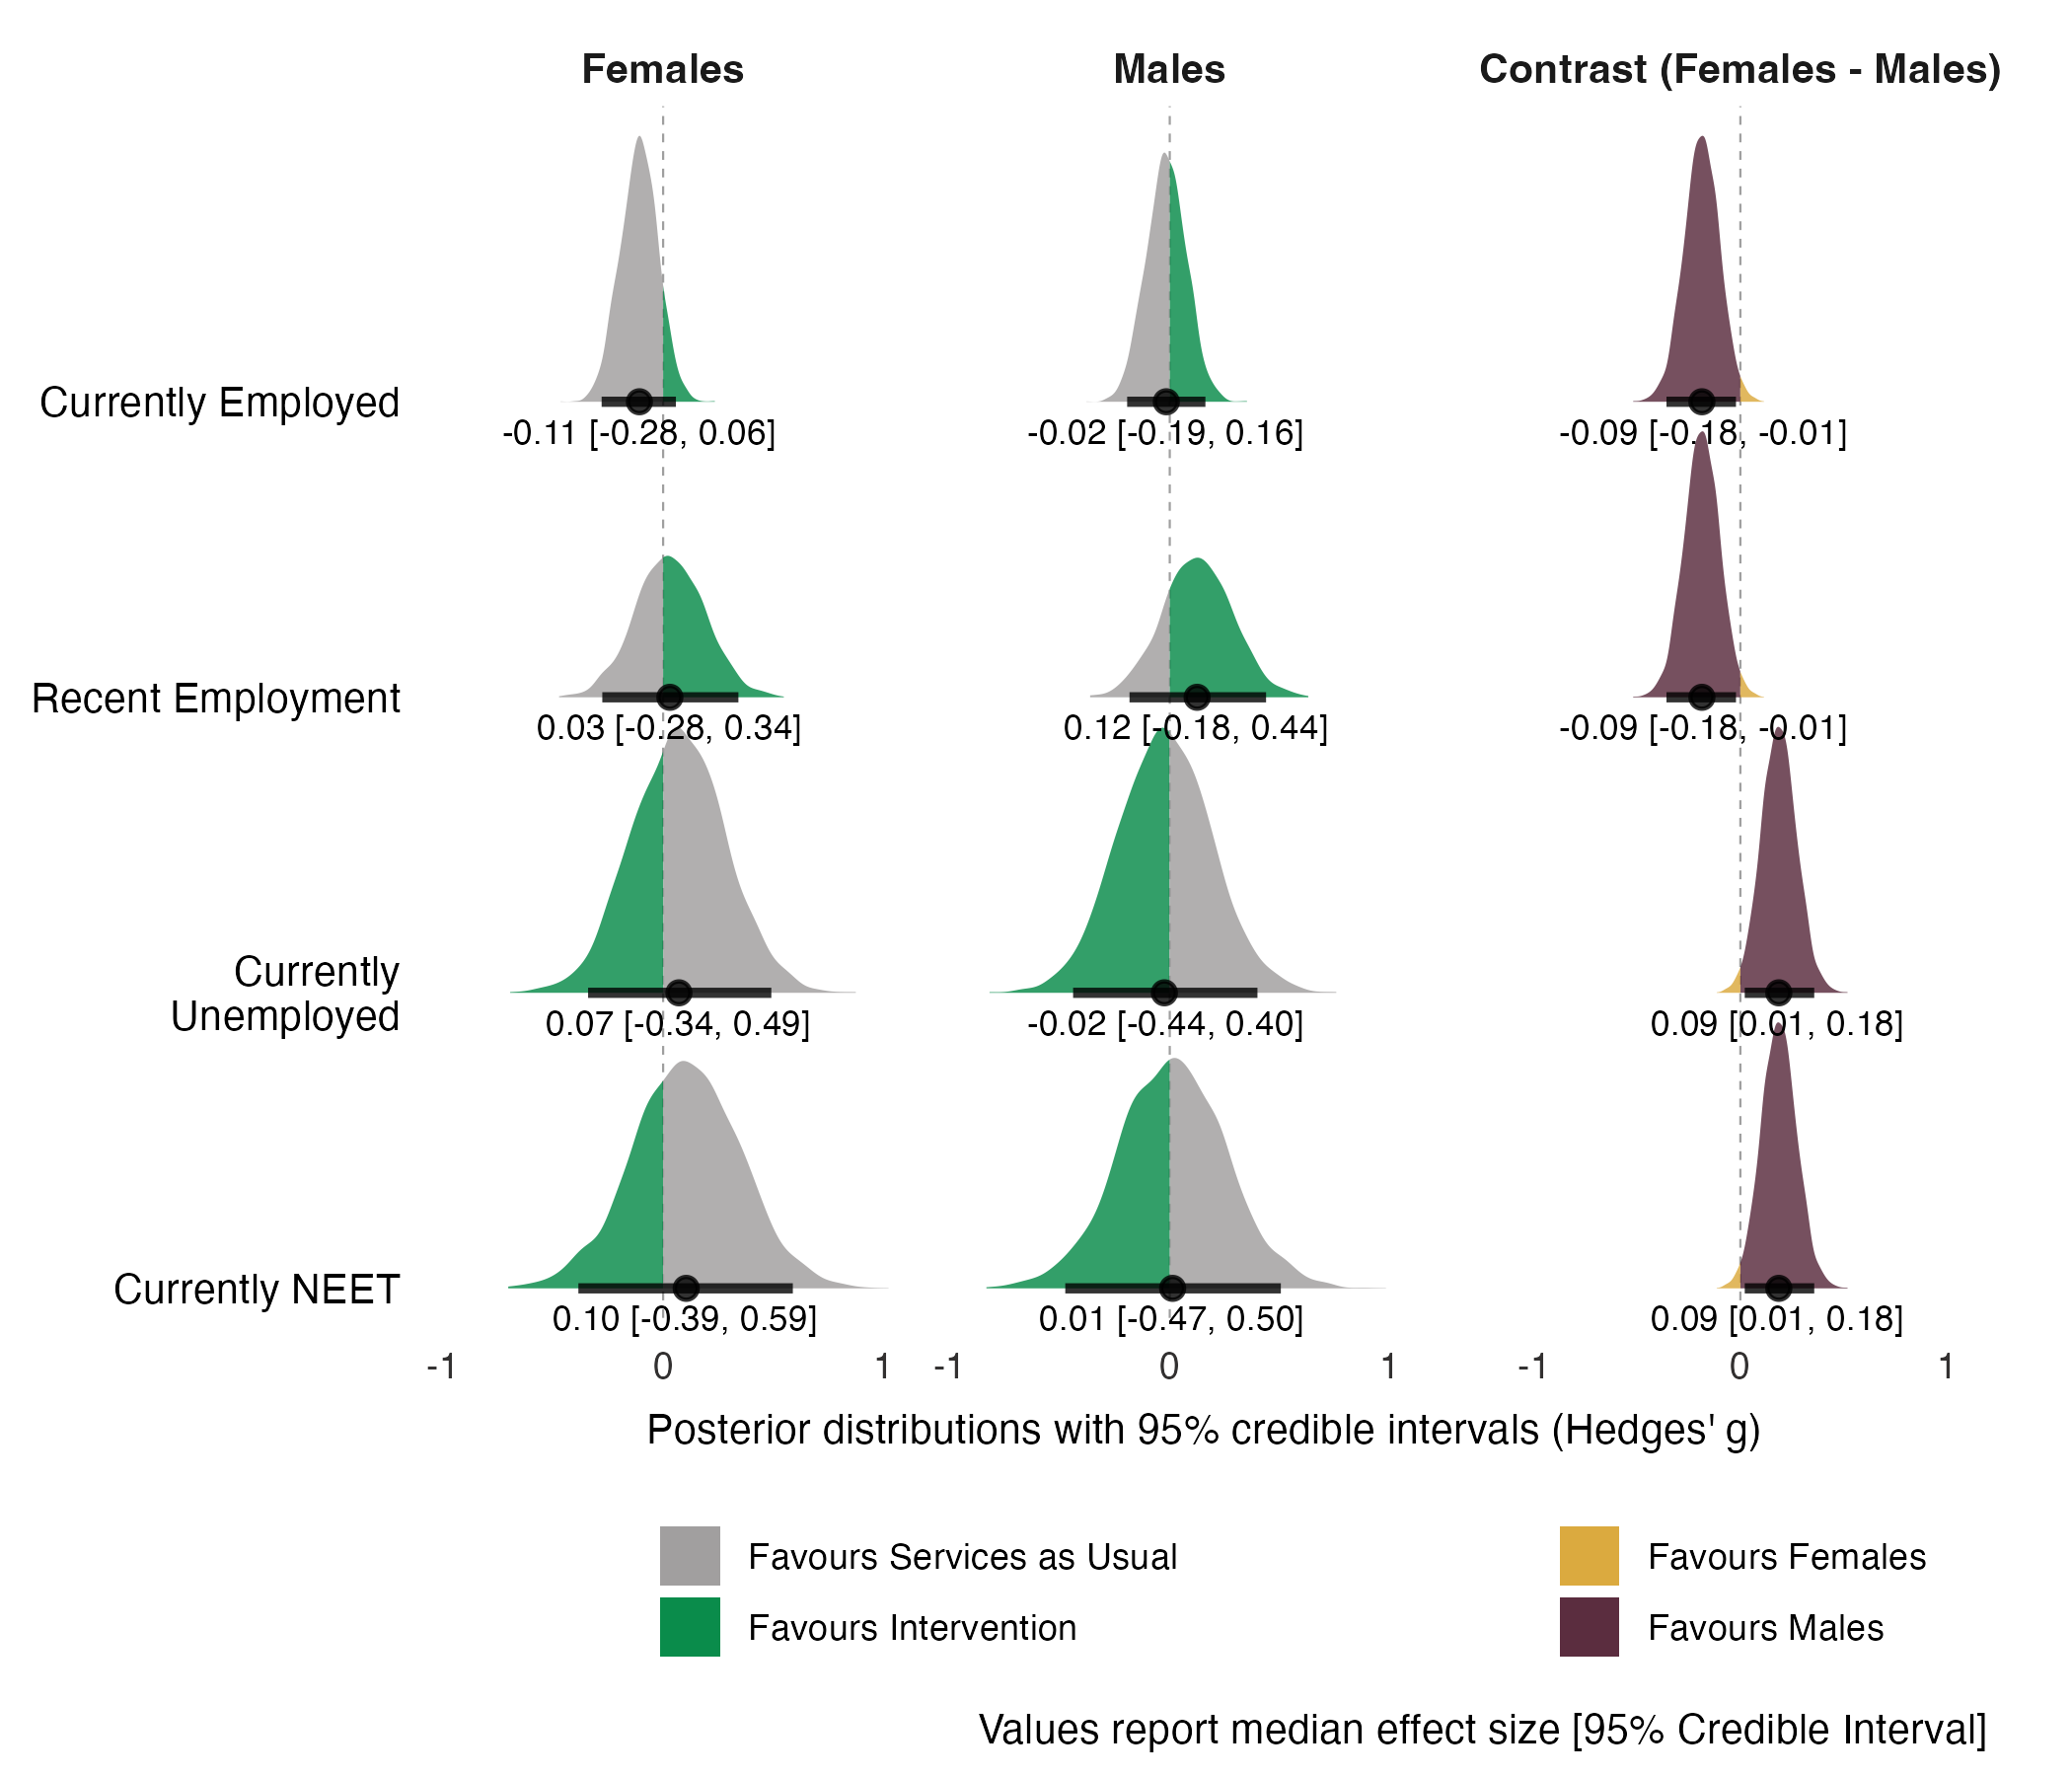 Females Males Contrast (Females - Males)
Currently Employed
-0.11 [-0.28, 0.06] -0.02 [-0.19, 0.16] -0.09 [-0.18, -0.01]
Recent Employment
0.03 [-0.28, 0.34] 0.12 [-0.18, 0.44] -0.09 [-0.18, -0.01]
Currently
Unemployed
0.07 [-0.34, 0.49] -0.02 [-0.44, 0.40] 0.09 [0.01, 0.18]
Currently NEET
0.10 [-0.39, 0.59] 0.01 [-0.47, 0.50] 0.09 [0.01, 0.18]
-1 0 1 -1 0 1 -1 0 1
Posterior distributions with 95% credible intervals (Hedges' g)
Favours Services as Usual Favours Females
Favours Intervention Favours Males
Values report median effect size [95% Credible Interval]